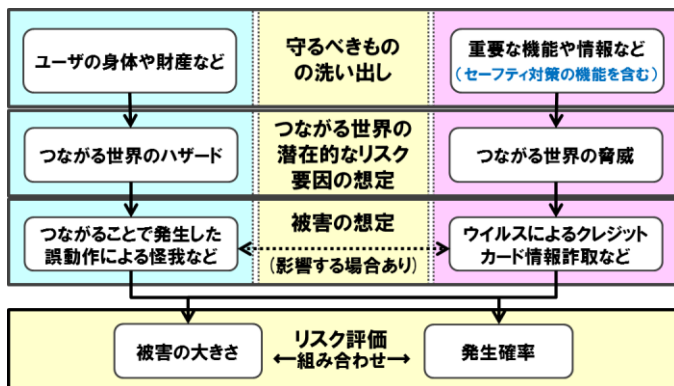 ユーザの身体や財産など
守るべきもの
の洗い出し
重要な機能や情報など
(セーフティ対策の機能を含む)
つながる世界のハザード
つながる世界の
潜在的なリスク
要因の想定
つながる世界の脅威
つながることで発生した
誤動作による怪我など
被害の想定
(影響する場合あり)
ウイルスによるクレジット
カード情報詐取など
被害の大きさ
リスク評価
←組み合わせ→
発生確率